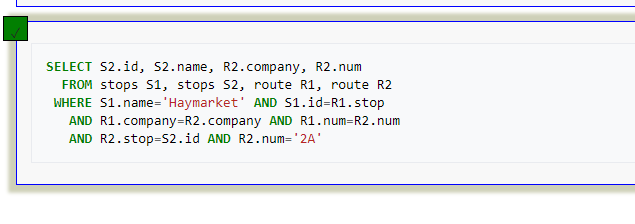 ✓
SELECT S2.id, S2.name, R2.company, R2.num
  FROM stops S1, stops S2, route R1, route R2
 WHERE S1.name='Haymarket' AND S1.id=R1.stop
   AND R1.company=R2.company AND R1.num=R2.num
   AND R2.stop=S2.id AND R2.num='2A'